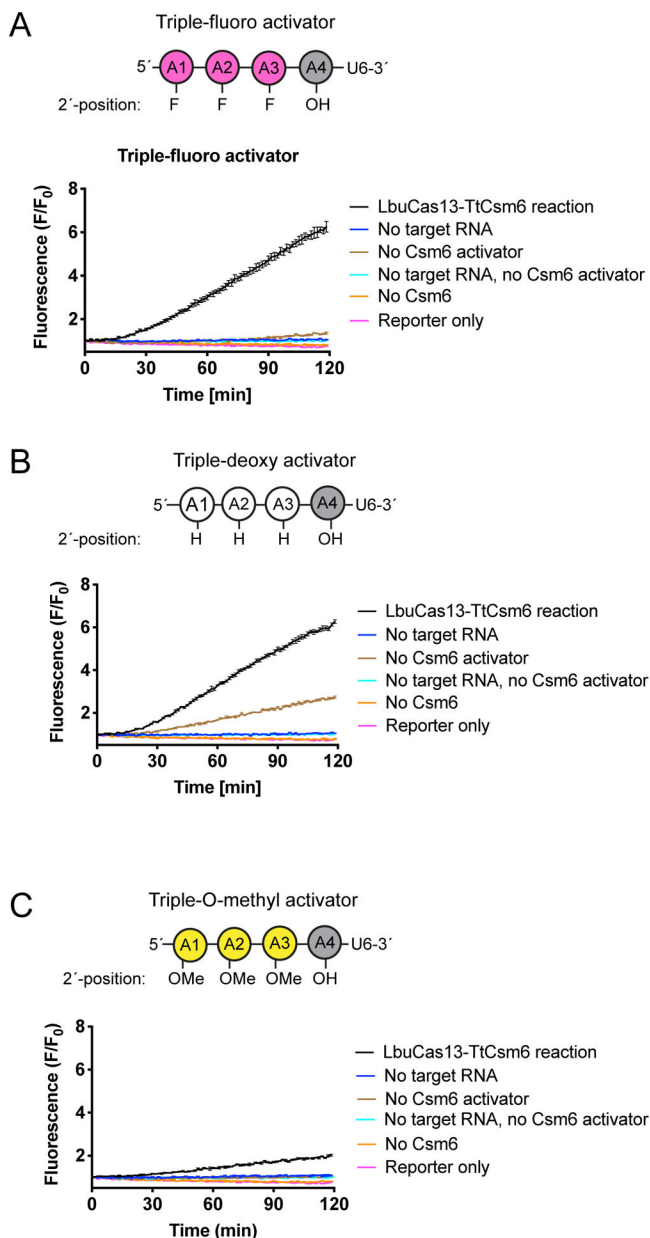 A
Triple-fluoro activator
5´ A1 A2 A3 A4 U6-3´
2´-position: F F F OH
Triple-fluoro activator
Fluorescence (F/F0)
8
6
4
2
0 30 60 90 120
Time [min]
LbuCas13-TtCsm6 reaction
No target RNA
No Csm6 activator
No target RNA, no Csm6 activator
No Csm6
Reporter only
B
Triple-deoxy activator
5´ A1 A2 A3 A4 U6-3´
2´-position: H H H OH
Fluorescence (F/F0)
8
6
4
2
0 30 60 90 120
Time [min]
LbuCas13-TtCsm6 reaction
No target RNA
No Csm6 activator
No target RNA, no Csm6 activator
No Csm6
Reporter only
C
Triple-O-methyl activator
5´ A1 A2 A3 A4 U6-3´
2´-position: OMe OMe OMe OH
Fluorescence (F/F0)
8
6
4
2
0 30 60 90 120
Time (min)
LbuCas13-TtCsm6 reaction
No target RNA
No Csm6 activator
No target RNA, no Csm6 activator
No Csm6
Reporter only